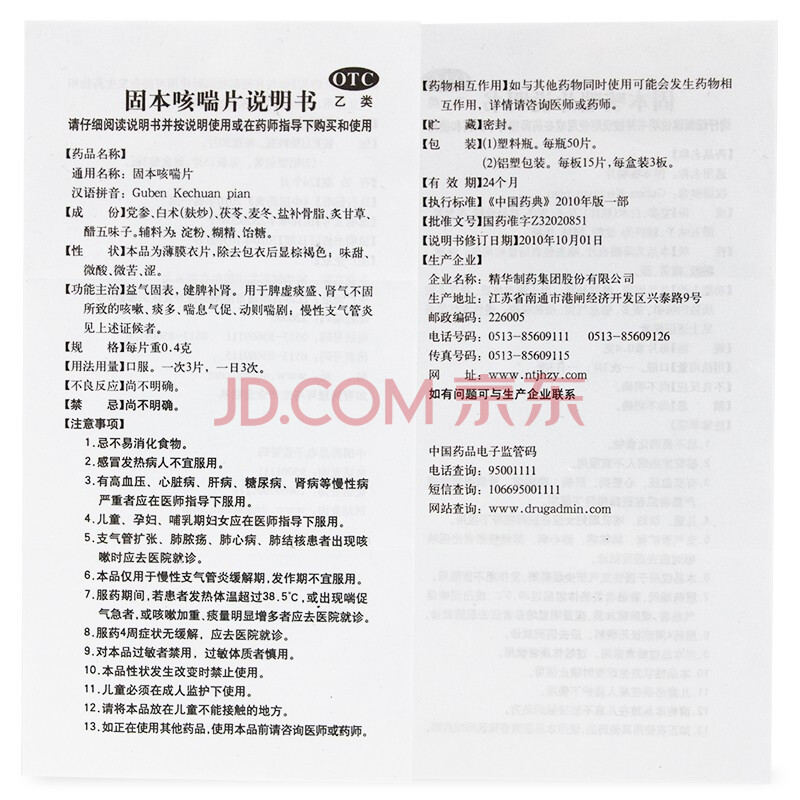 OTC
乙类
固本咳喘片说明书
请仔细阅读说明书并按说明使用或在药师指导下购买和使用
【药品名称】
通用名称：固本咳喘片
汉语拼音：Guben Kechuan pian
【成 份】党参、白术(麸炒)、茯苓、麦冬、盐补骨脂、炙甘草、
醋五味子。辅料为：淀粉、糊精、饴糖。
【性 状】本品为薄膜衣片，除去包衣后显棕褐色；味甜、
微酸、微苦、涩。
【功能主治】益气固表，健脾补肾。用于脾虚痰盛、肾气不固
所致的咳嗽、痰多、喘息气促、动则喘剧；慢性支气管炎
见上述证候者。
【规 格】每片重0.4克
【用法用量】口服。一次3片，一日3次。
【不良反应】尚不明确。
【禁 忌】尚不明确。
【注意事项】
1.忌不易消化食物。
2.感冒发热病人不宜服用。
3.有高血压、心脏病、肝病、糖尿病、肾病等慢性病
严重者应在医师指导下服用。
4.儿童、孕妇、哺乳期妇女应在医师指导下服用。
5.支气管扩张、肺脓疡、肺心病、肺结核患者出现咳
嗽时应去医院就诊。
6.本品仅用于慢性支气管炎缓解期，发作期不宜服用。
7.服药期间，若患者发热体温超过38.5℃，或出现喘促
气急者，或咳嗽加重、痰量明显增多者应去医院就诊。
8.服药4周症状无缓解，应去医院就诊。
9.对本品过敏者禁用，过敏体质者慎用。
10.本品性状发生改变时禁止使用。
11.儿童必须在成人监护下使用。
12.请将本品放在儿童不能接触的地方。
13.如正在使用其他药品，使用本品前请咨询医师或药师。
【药物相互作用】如与其他药物同时使用可能会发生药物相
互作用，详情请咨询医师或药师。
【贮 藏】密封。
【包 装】(1)塑料瓶。每瓶50片。
(2)铝塑包装。每板15片，每盒装3板。
【有 效 期】24个月
【执行标准】《中国药典》2010年版一部
【批准文号】国药准字Z32020851
【说明书修订日期】2010年10月01日
【生产企业】
企业名称：精华制药集团股份有限公司
生产地址：江苏省南通市港闸经济开发区兴泰路9号
邮政编码：226005
电话号码：0513-85609111 0513-85609126
传真号码：0513-85609115
网 址：www.ntjhzy.com
如有问题可与生产企业联系
中国药品电子监管码
电话查询：95001111
短信查询：106695001111
网站查询：www.drugadmin.com
JD.COM 京东